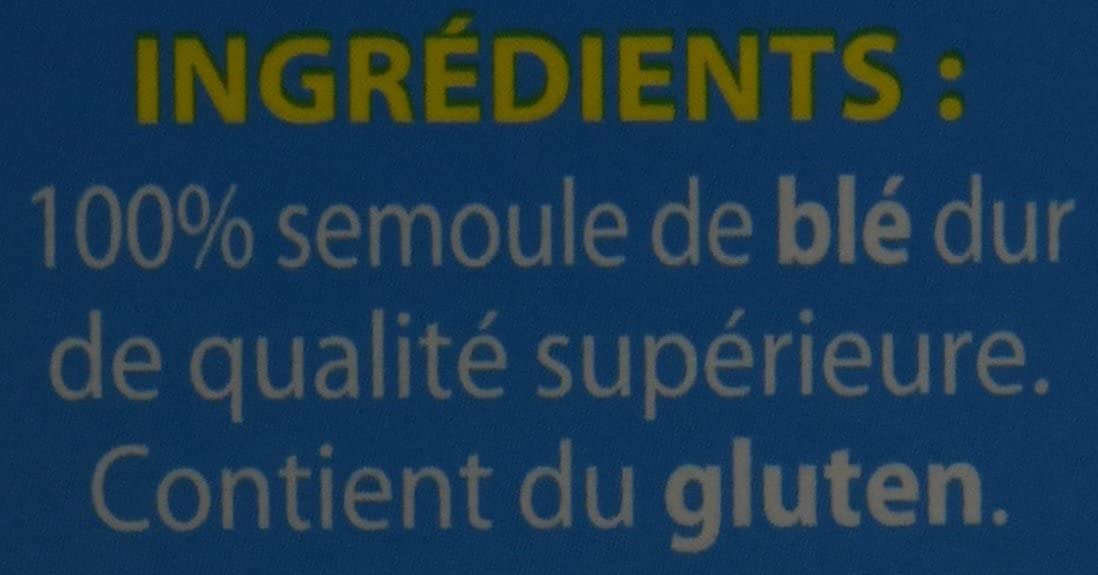 INGRÉDIENTS :
100% semoule de blé dur
de qualité supérieure.
Contient du gluten.